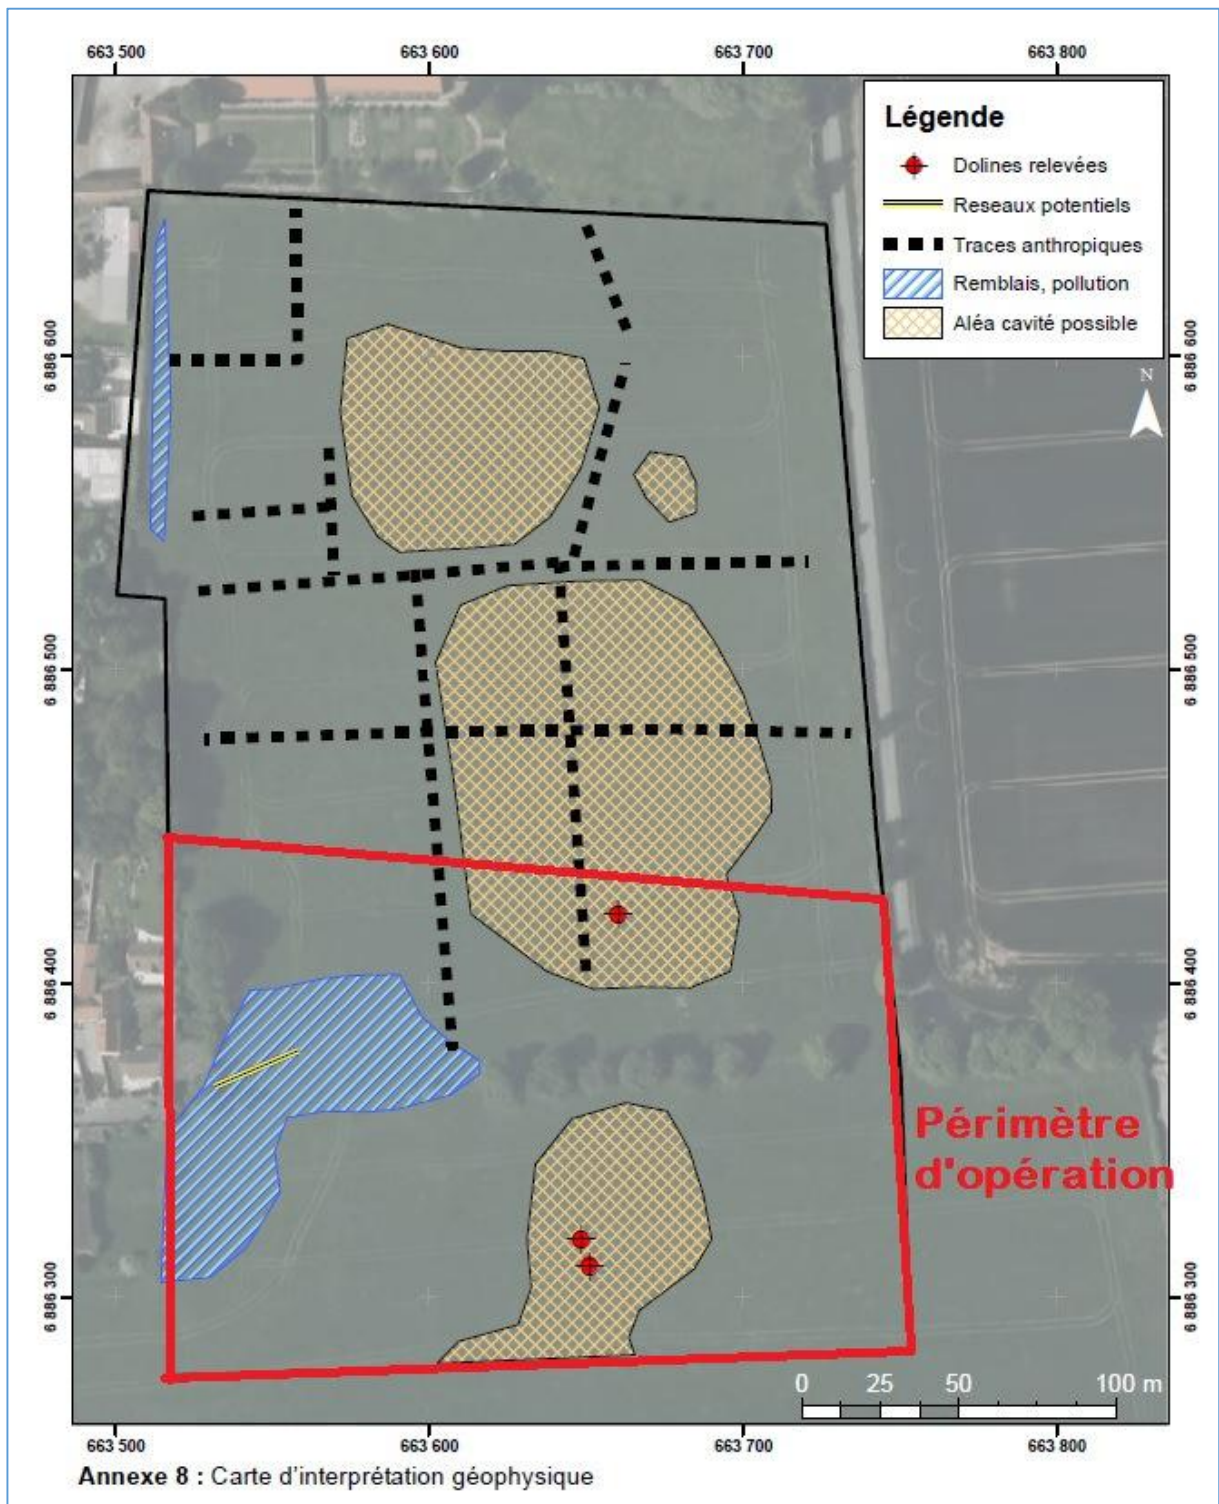 663 500 663 600 663 700 663 800
Légende
Dolines relevées
Reseaux potentiels
Traces anthropiques
Remblais, pollution
Aléa cavité possible
6 886 600 6 886 600
N
6 886 500 6 886 500
6 886 400 6 886 400
Périmètre
d'opération
6 886 300 6 886 300
0 25 50 100 m
663 500 663 600 663 700 663 800
Annexe 8 : Carte d'interprétation géophysique